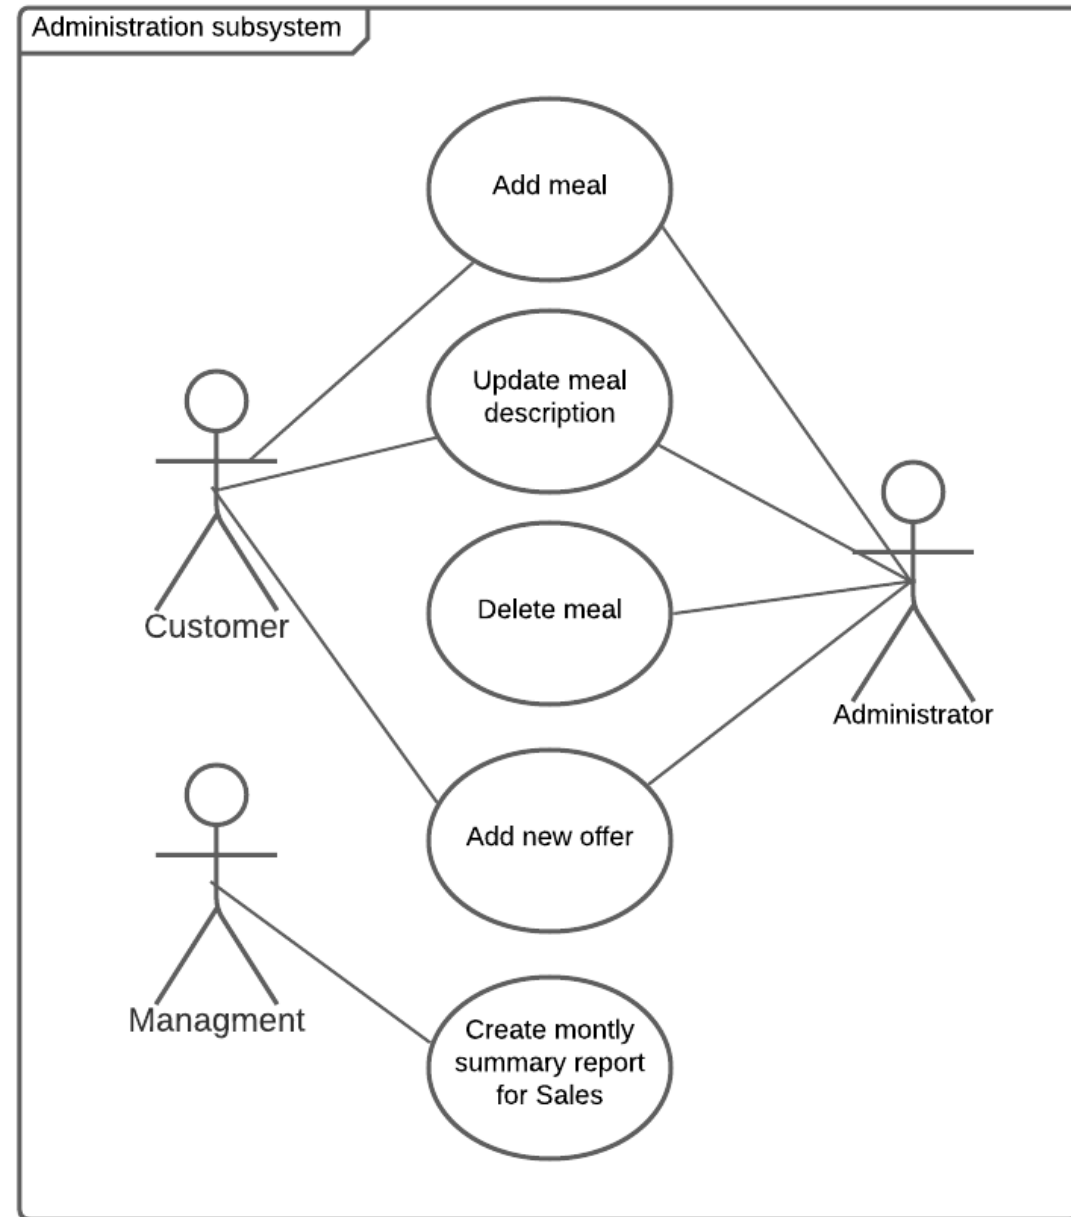 Administration subsystem
Add meal
Update meal
description
Customer
Delete meal
Administrator
Add new offer
Managment
Create montly
summary report
for Sales